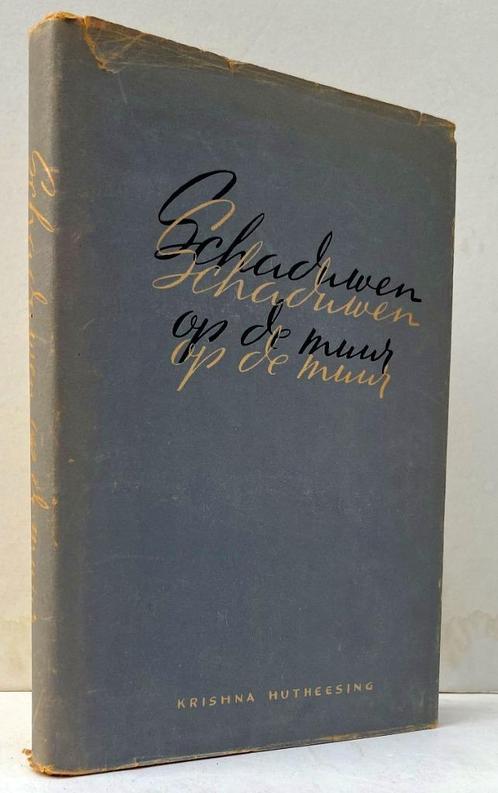 Schaduwen
Schaduwen
op de muur
op de muur
KRISHNA HUTHEESING
Schaduwen op de muur